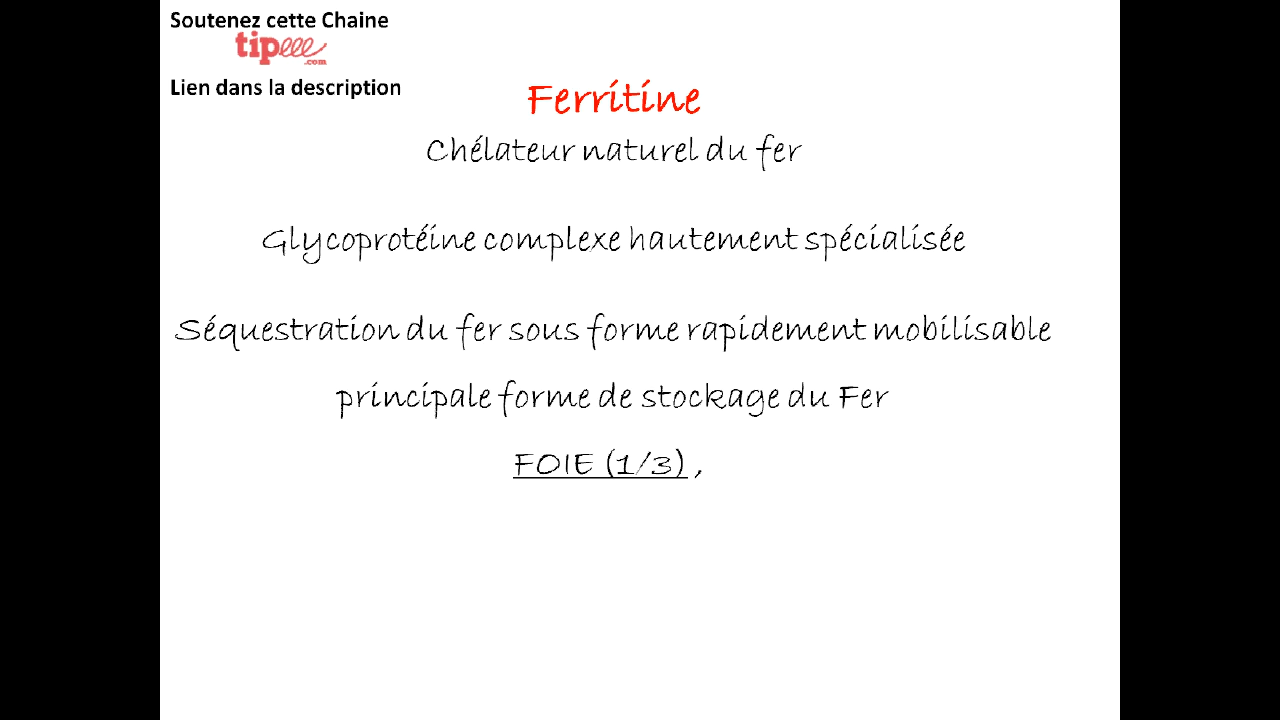 Soutenez cette Chaine
tipeee
.com
Lien dans la description
Ferritine
Chélateur naturel du fer
Glycoprotéine complexe hautement spécialisée
Séquestration du fer sous forme rapidement mobilisable
principale forme de stockage du Fer
FOIE (1/3) ,